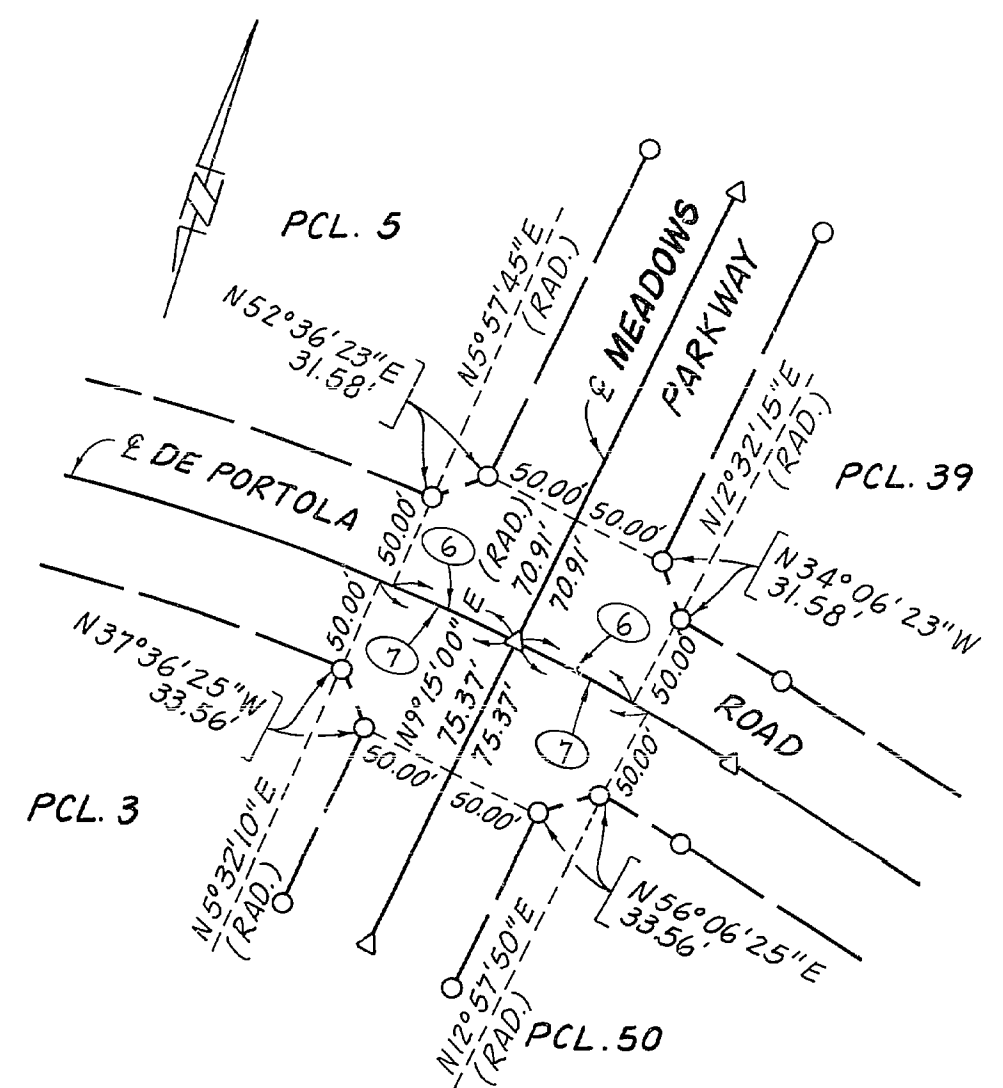 PCL. 5
N52°36'23"E
31.58'
N5°57'45"E
(RAD.)
℄ MEADOWS
PARKWAY
N12°32'15"E
(RAD.)
PCL. 39
℄ DE PORTOLA
50.00'
50.00'
50.00'
50.00'
6
(RAD.)
70.91'
70.91'
6
N34°06'23"W
31.58'
N37°36'25"W
33.56'
7
N9°15'00"E
75.37'
75.37'
7
50.00'
50.00'
ROAD
50.00'
50.00'
PCL. 3
N5°32'10"E
(RAD.)
N56°06'25"E
33.56'
N12°57'50"E
(RAD.)
PCL. 50